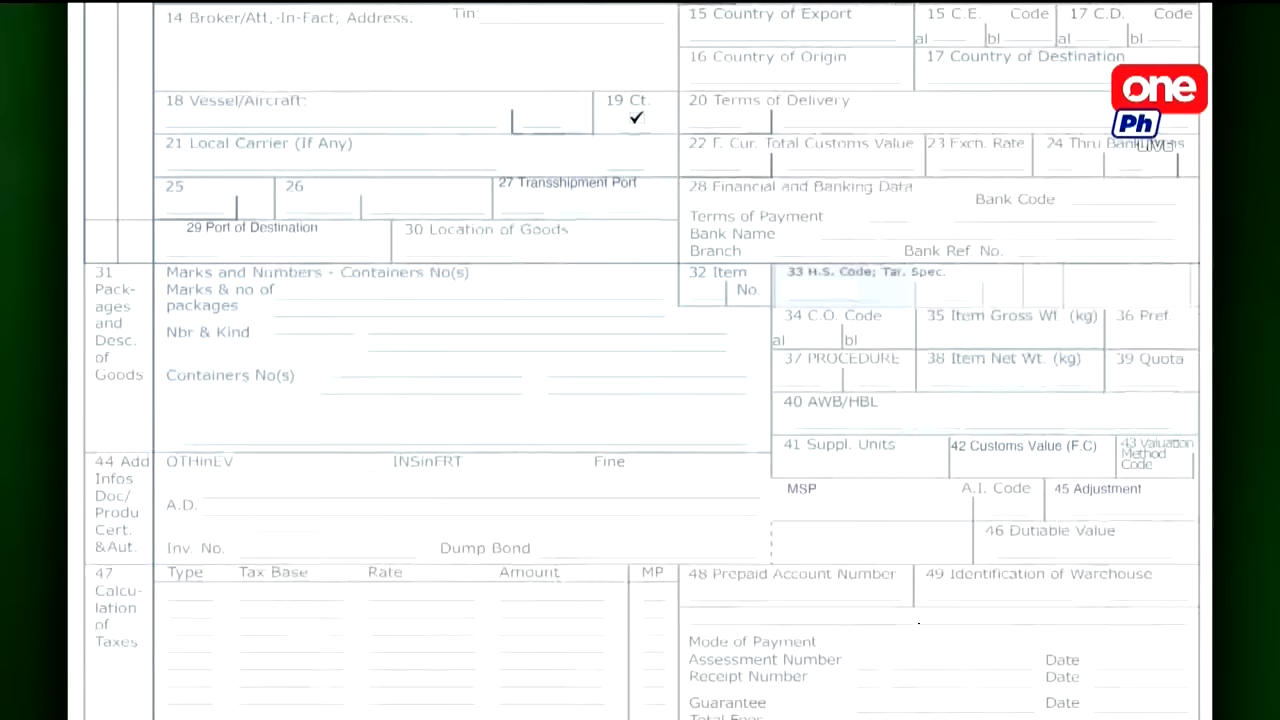 14 Broker/Att,-In-Fact, Address. Tin:
15 Country of Export
15 C.E. Code
17 C.D. Code
a| b| a| b|
16 Country of Origin
17 Country of Destination
one
Ph
LIVE
18 Vessel/Aircraft:
19 Ct.
✔
20 Terms of Delivery
21 Local Carrier (If Any)
22 F. Cur. Total Customs Value
23 Exch. Rate
24 Thru Bank
25
26
27 Transshipment Port
28 Financial and Banking Data
Bank Code
Terms of Payment
Bank Name
Branch
Bank Ref. No.
29 Port of Destination
30 Location of Goods
31
Pack-
ages
and
Desc.
of
Goods
Marks and Numbers - Containers No(s)
Marks & no of
packages
Nbr & Kind
Containers No(s)
32 Item
No.
33 H.S. Code; Tar. Spec.
34 C.O. Code
a| b|
35 Item Gross Wt. (kg)
36 Pref
37 PROCEDURE
38 Item Net Wt. (kg)
39 Quota
40 AWB/HBL
41 Suppl. Units
42 Customs Value (F.C)
43 Valuation
Method
Code
44 Add
Infos
Doc/
Produ
Cert.
&Aut.
OTHinEV INSinFRT Fine
A.D.
Inv. No. Dump Bond
MSP
A.I. Code
45 Adjustment
46 Dutiable Value
47
Calcu-
lation
of
Taxes
Type Tax Base Rate Amount MP
48 Prepaid Account Number
49 Identification of Warehouse
Mode of Payment
Assessment Number Date
Receipt Number Date
Guarantee Date
Total Fees